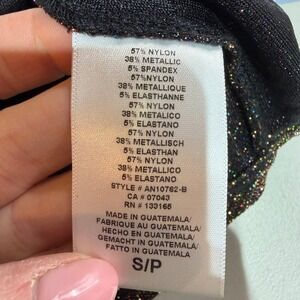 57% NYLON
38% METALLIC
5% SPANDEX
57%NYLON
38% METALLIQUE
5% ELASTHANNE
57% NYLON
38% METALICO
5% ELASTANO
57% NYLON
38% METALLISCH
5% ELASTHAN
57% NYLON
38% METALICO
5% ELASTANO
STYLE # AN10762-B
CA # 07043
RN # 133165
MADE IN GUATEMALA/
FABRIQUE AU GUATEMALA/
HECHO EN GUATEMALA/
GEMACHT IN GUATEMALA/
FATTO IN GUATEMALA/
S/P